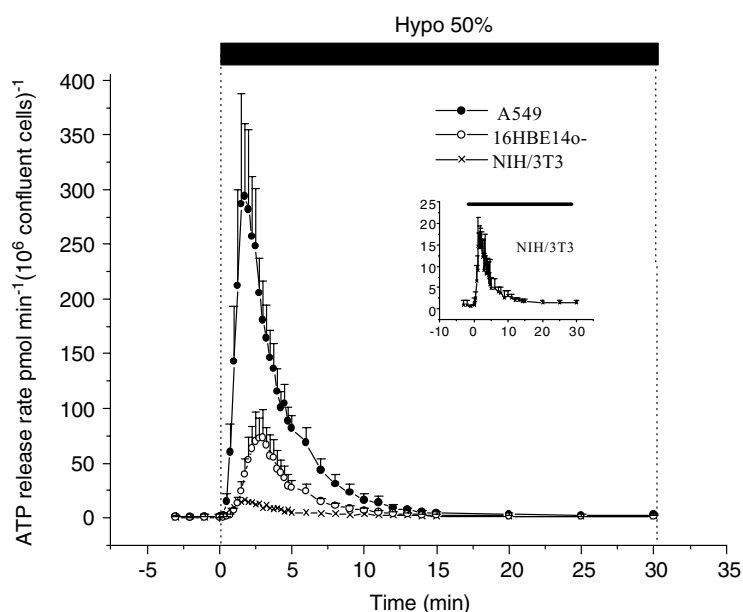 Hypo 50%
ATP release rate pmol min⁻¹(10⁶ confluent cells)⁻¹
400
350
300
250
200
150
100
50
0
A549
16HBE14o-
NIH/3T3
25
20
15
10
5
0
NIH/3T3
-10 0 10 20 30
-5 0 5 10 15 20 25 30 35
Time (min)